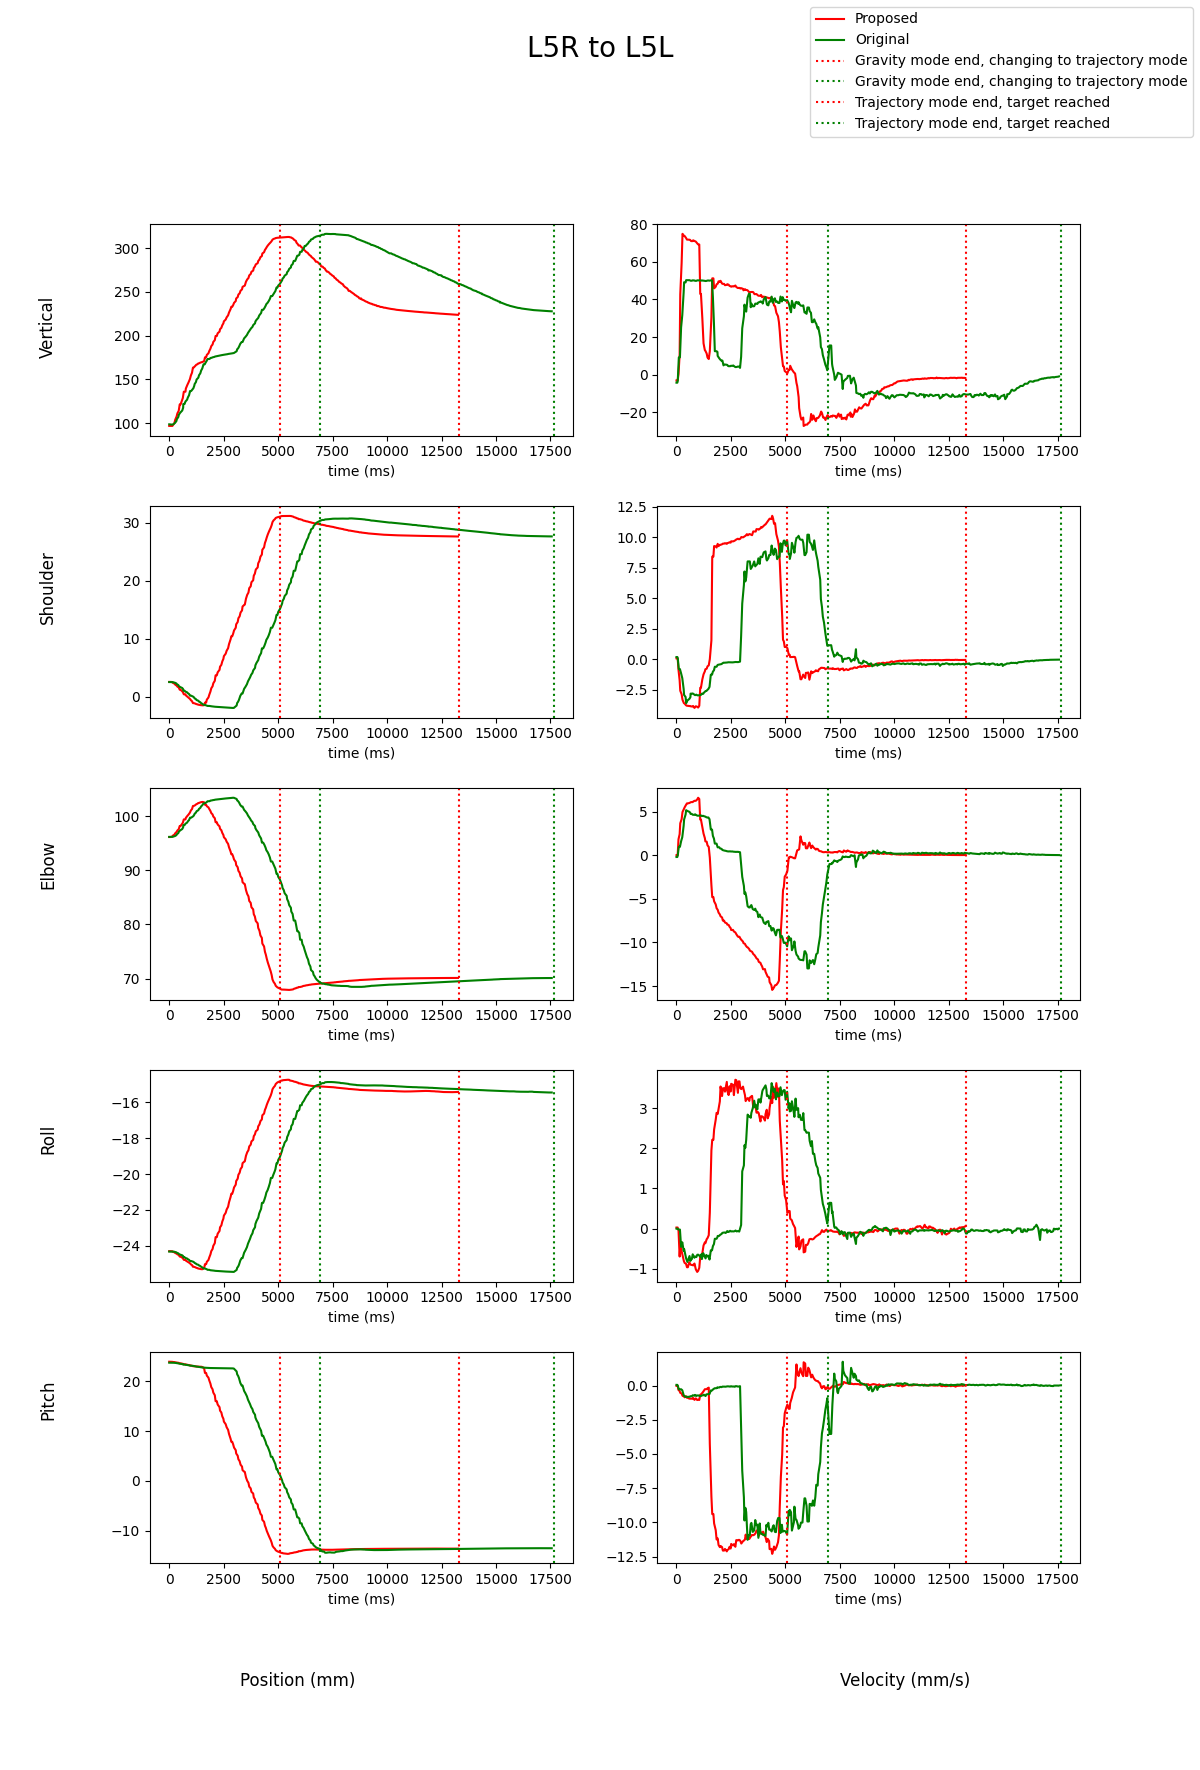 L5R to L5L
Proposed
Original
Gravity mode end, changing to trajectory mode
Gravity mode end, changing to trajectory mode
Trajectory mode end, target reached
Trajectory mode end, target reached
Vertical
300
250
200
150
100
0 2500 5000 7500 10000 12500 15000 17500
time (ms)
80
60
40
20
0
−20
0 2500 5000 7500 10000 12500 15000 17500
time (ms)
Shoulder
30
20
10
0
0 2500 5000 7500 10000 12500 15000 17500
time (ms)
12.5
10.0
7.5
5.0
2.5
0.0
−2.5
0 2500 5000 7500 10000 12500 15000 17500
time (ms)
Elbow
100
90
80
70
0 2500 5000 7500 10000 12500 15000 17500
time (ms)
5
0
−5
−10
−15
0 2500 5000 7500 10000 12500 15000 17500
time (ms)
Roll
−16
−18
−20
−22
−24
0 2500 5000 7500 10000 12500 15000 17500
time (ms)
3
2
1
0
−1
0 2500 5000 7500 10000 12500 15000 17500
time (ms)
Pitch
20
10
0
−10
0 2500 5000 7500 10000 12500 15000 17500
time (ms)
0.0
−2.5
−5.0
−7.5
−10.0
−12.5
0 2500 5000 7500 10000 12500 15000 17500
time (ms)
Position (mm)
Velocity (mm/s)